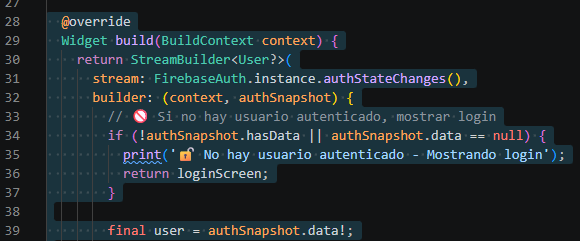 27
28 @override
29 Widget build(BuildContext context) {
30 return StreamBuilder<User?>(
31 stream: FirebaseAuth.instance.authStateChanges(),
32 builder: (context, authSnapshot) {
33 // 🚫 Si no hay usuario autenticado, mostrar login
34 if (!authSnapshot.hasData || authSnapshot.data == null) {
35 print('🔓 No hay usuario autenticado - Mostrando login');
36 return loginScreen;
37 }
38
39 final user = authSnapshot.data!;